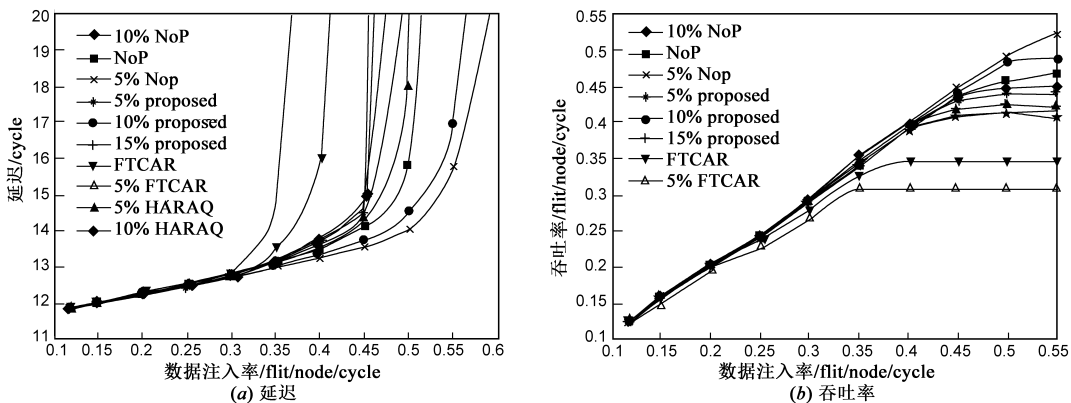 20
19
18
17
16
15
14
13
12
11
延迟/cycle
10% NoP
NoP
5% Nop
5% proposed
10% proposed
15% proposed
FTCAR
5% FTCAR
5% HARAQ
10% HARAQ
0.1 0.15 0.2 0.25 0.3 0.35 0.4 0.45 0.5 0.55 0.6
数据注入率/flit/node/cycle
(a) 延迟
0.55
0.55
0.45
0.4
0.35
0.3
0.25
0.2
0.15
0.1
吞吐率/flit/node/cycle
10% NoP
NoP
5% Nop
5% proposed
10% proposed
15% proposed
FTCAR
5% FTCAR
0.1 0.15 0.2 0.25 0.3 0.35 0.4 0.45 0.5 0.55
数据注入率/flit/node/cycle
(b) 吞吐率